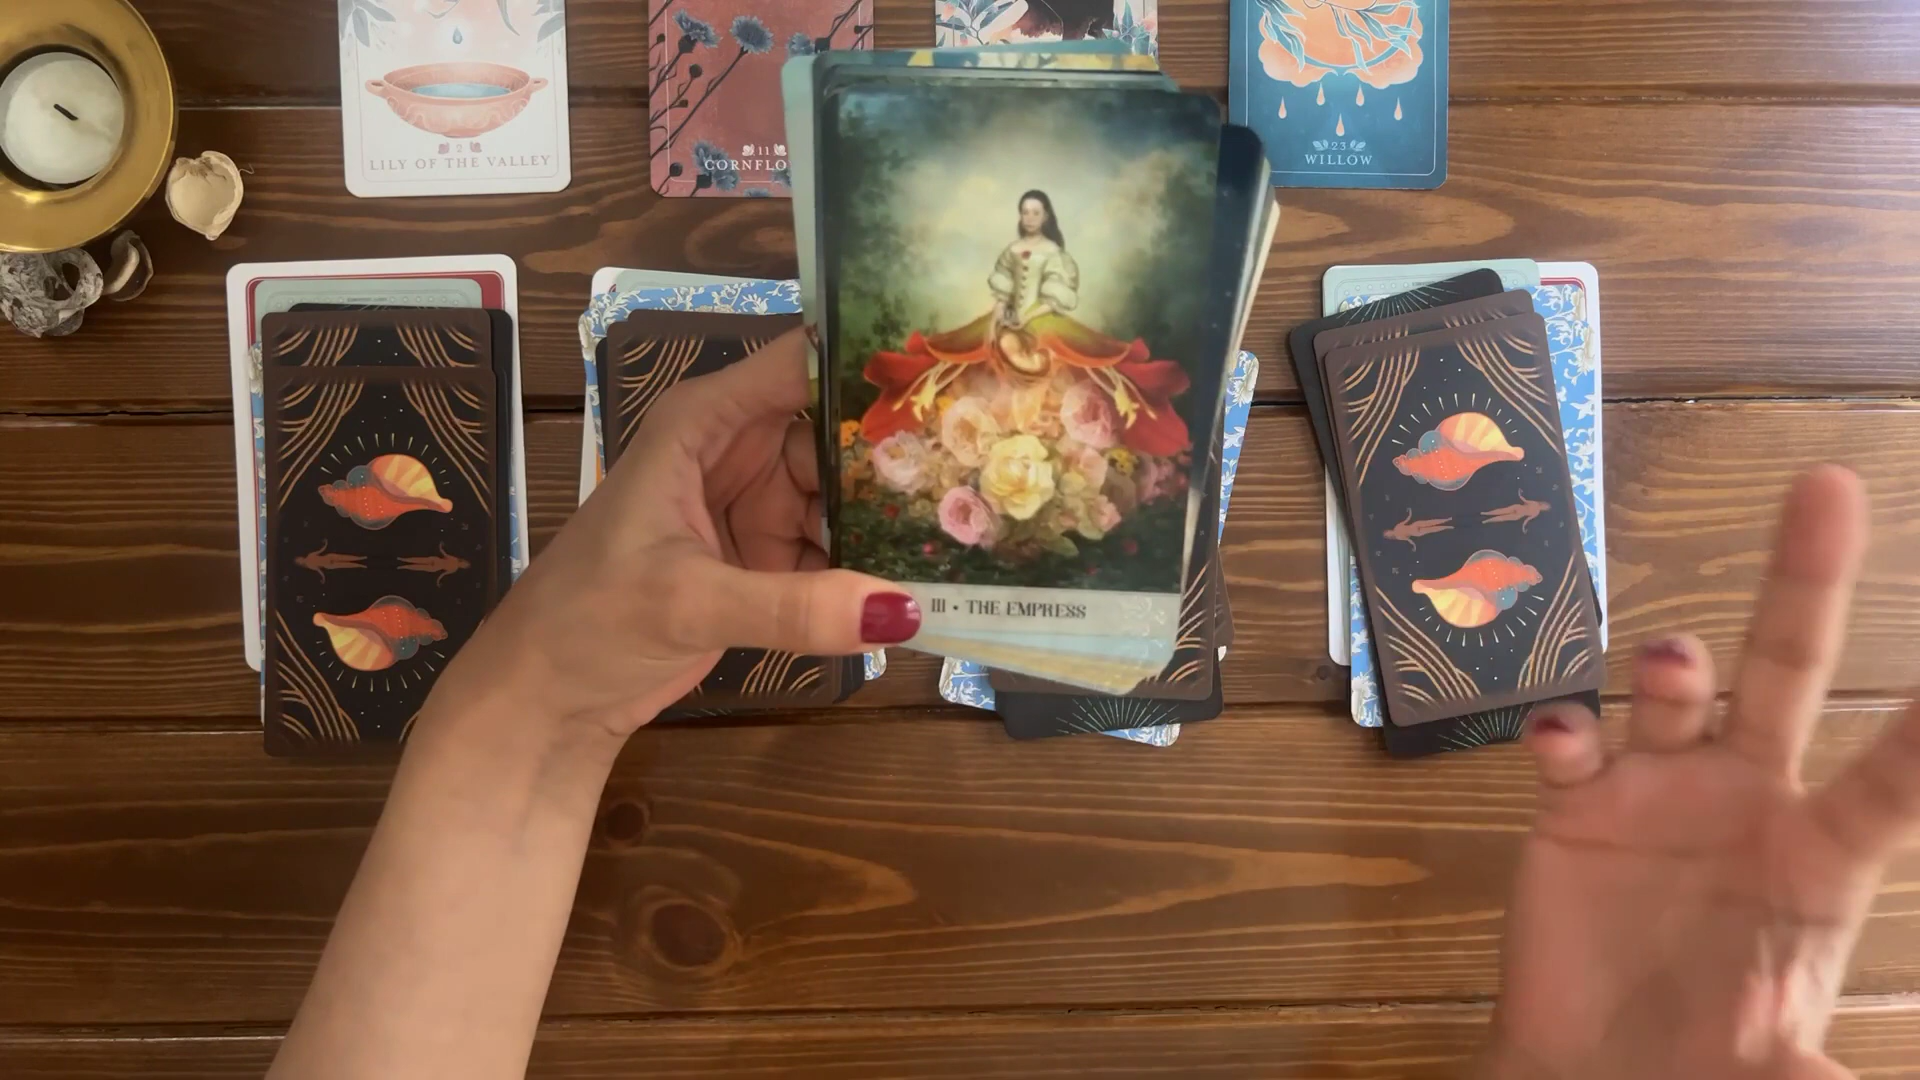 2
LILY OF THE VALLEY
11
CORNFLO
23
WILLOW
III • THE EMPRESS